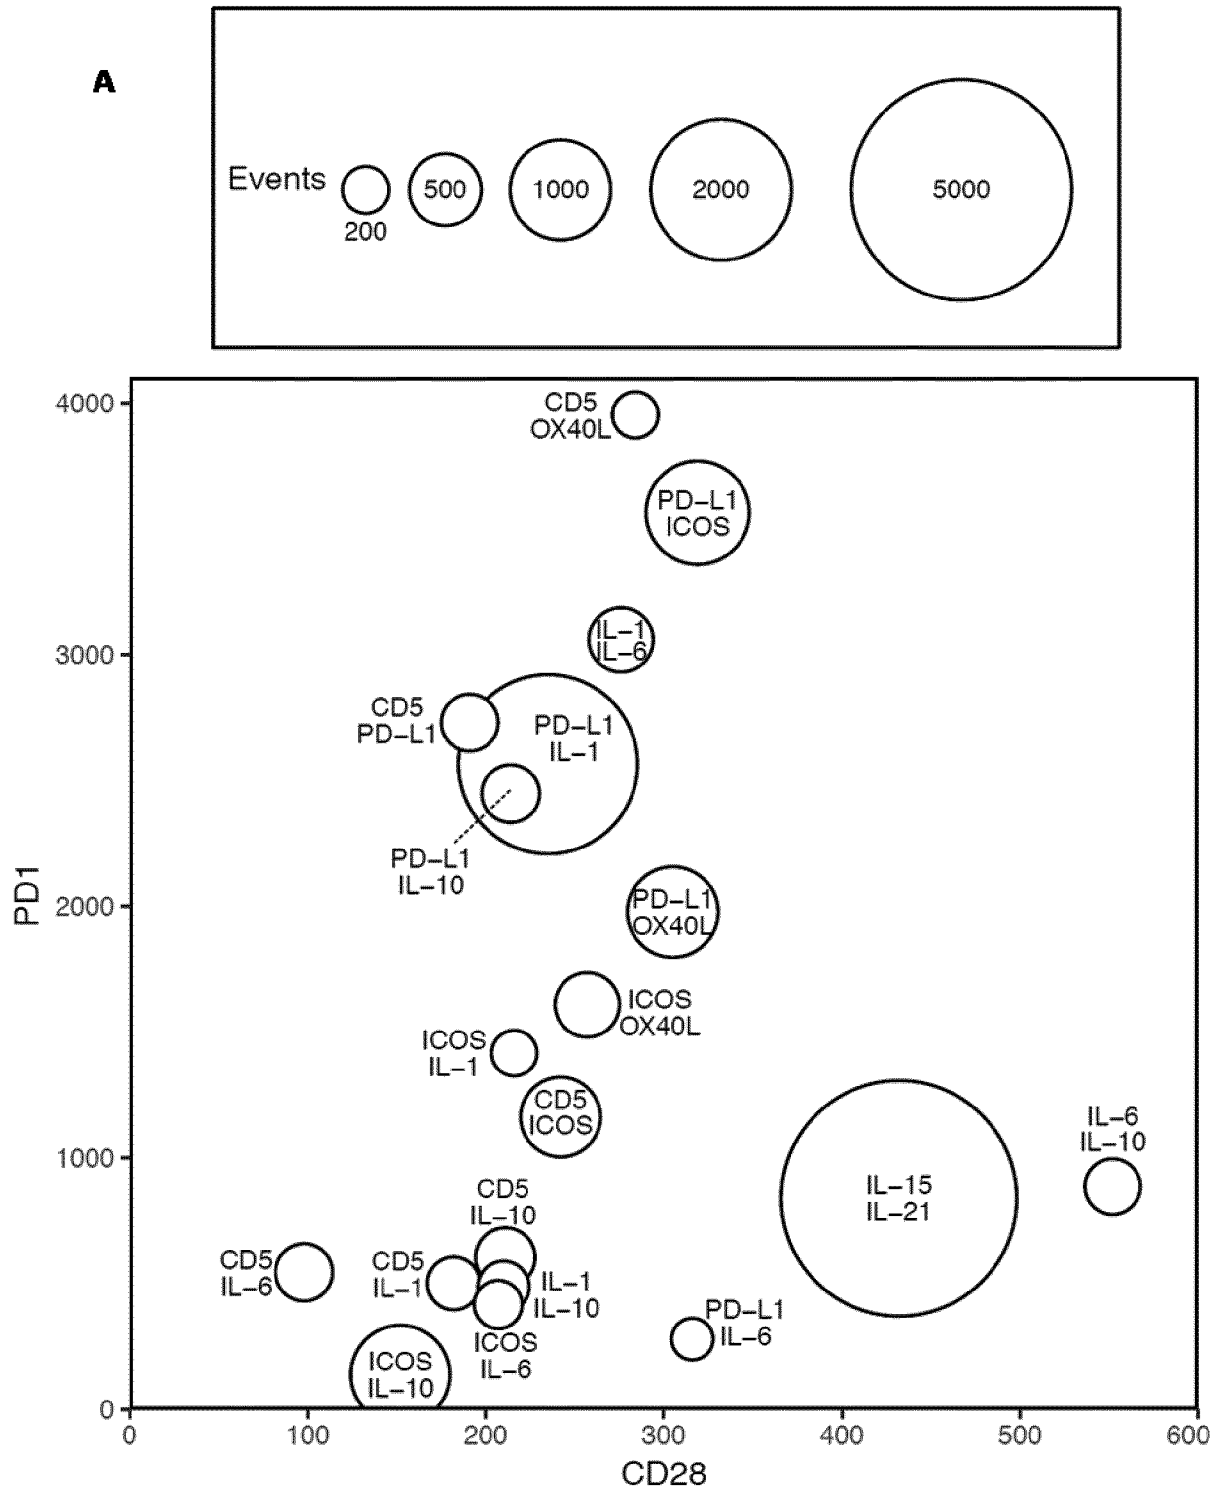 A
Events
200
500
1000
2000
5000
4000
3000
2000
1000
0
PD1
CD5
OX40L
PD–L1
ICOS
IL–1
IL–6
CD5
PD–L1
PD–L1
IL–1
PD–L1
IL–10
PD–L1
OX40L
ICOS
OX40L
ICOS
IL–1
CD5
ICOS
IL–15
IL–21
IL–6
IL–10
CD5
IL–10
CD5
IL–6
CD5
IL–1
IL–1
IL–10
ICOS
IL–6
PD–L1
IL–6
ICOS
IL–10
0
100
200
300
400
500
600
CD28